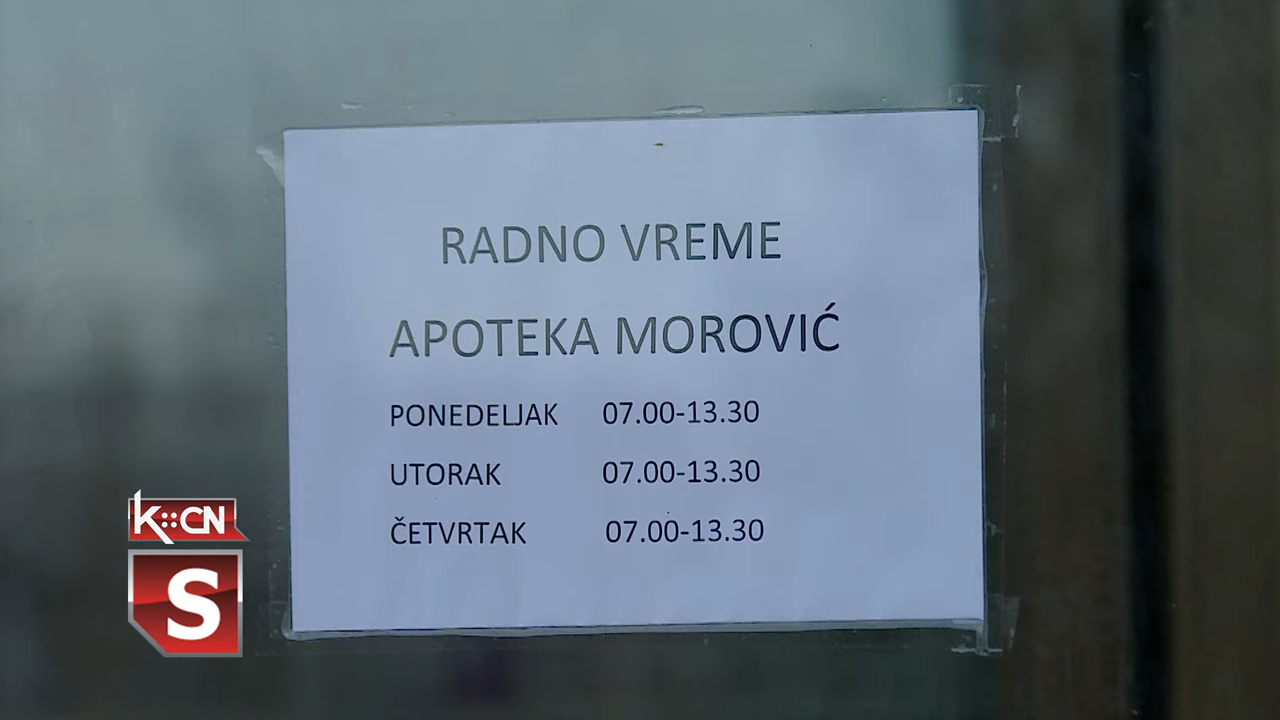 RADNO VREME
APOTEKA MOROVIĆ
PONEDELJAK 07.00-13.30
UTORAK 07.00-13.30
ČETVRTAK 07.00-13.30
K::CN
S